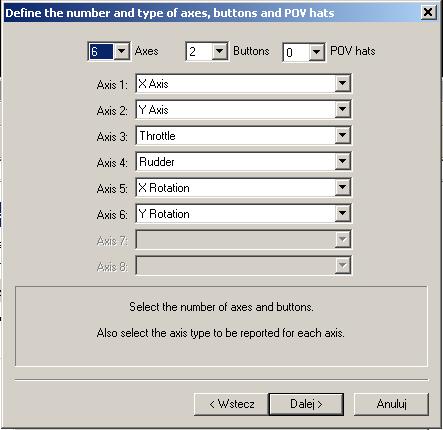 Define the number and type of axes, buttons and POV hats
6 Axes 2 Buttons 0 POV hats
Axis 1: X Axis
Axis 2: Y Axis
Axis 3: Throttle
Axis 4: Rudder
Axis 5: X Rotation
Axis 6: Y Rotation
Axis 7:
Axis 8:
Select the number of axes and buttons.
Also select the axis type to be reported for each axis.
< Wstecz Dalej > Anuluj